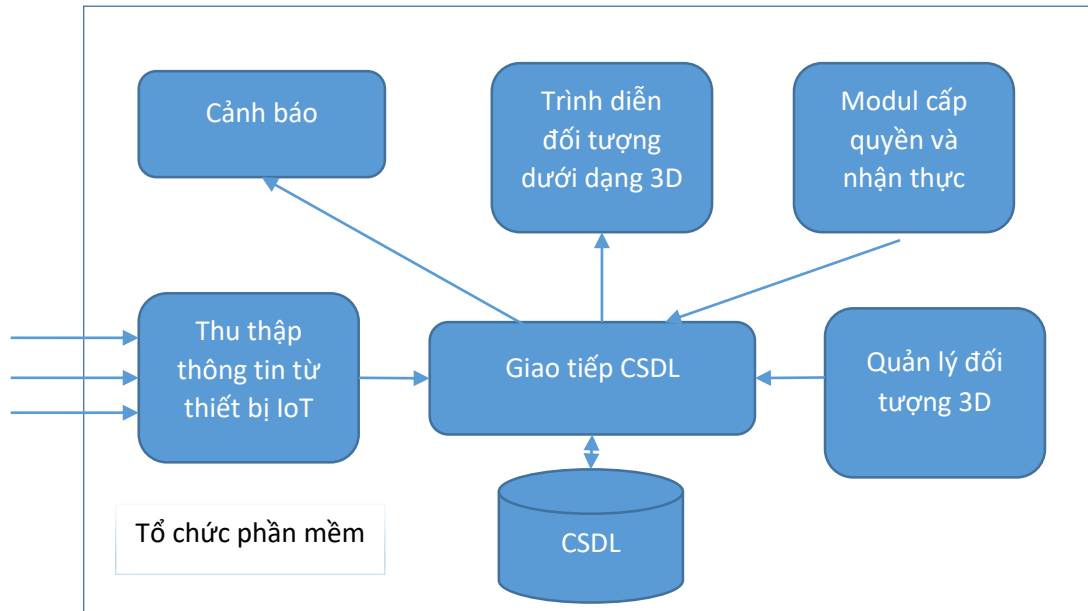 Cảnh báo
Trình diễn
đối tượng
dưới dạng 3D
Modul cấp
quyền và
nhận thực
Thu thập
thông tin từ
thiết bị IoT
Giao tiếp CSDL
Quản lý đối
tượng 3D
Tổ chức phần mềm
CSDL